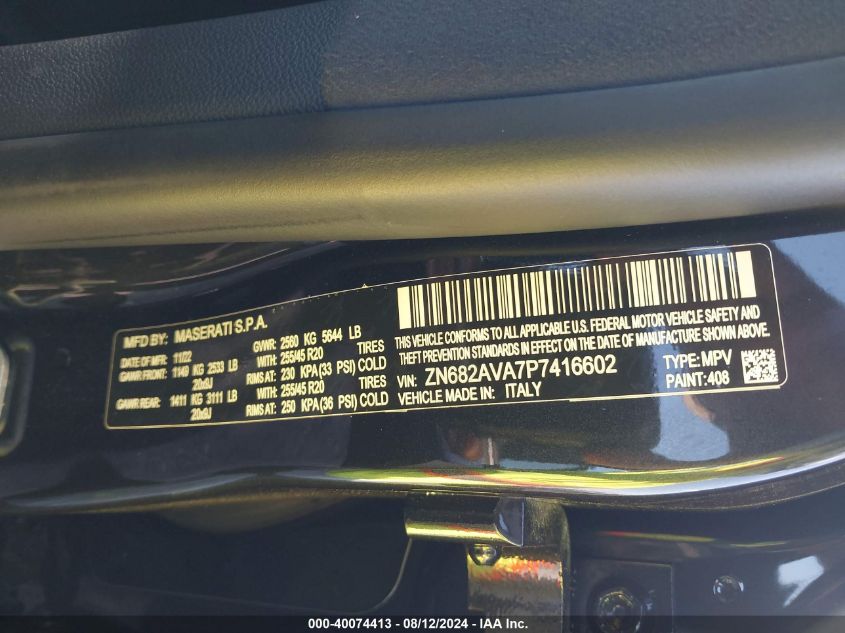 MFD BY: MASERATI S.P.A.
DATE OF MFR: 11/22 GVWR: 2560 KG 5644 LB
GAWR FRONT: 1149 KG 2533 LB WITH: 255/45 R20 TIRES
20x9J RIMS AT: 230 KPA (33 PSI) COLD
GAWR REAR: 1411 KG 3111 LB WITH: 255/45 R20 TIRES
20x9J RIMS AT: 250 KPA (36 PSI) COLD
THIS VEHICLE CONFORMS TO ALL APPLICABLE U.S. FEDERAL MOTOR VEHICLE SAFETY AND
THEFT PREVENTION STANDARDS IN EFFECT ON THE DATE OF MANUFACTURE SHOWN ABOVE.
VIN: ZN682AVA7P7416602 TYPE: MPV
VEHICLE MADE IN: ITALY PAINT: 408
000-40074413 - 08/12/2024 - IAA Inc.